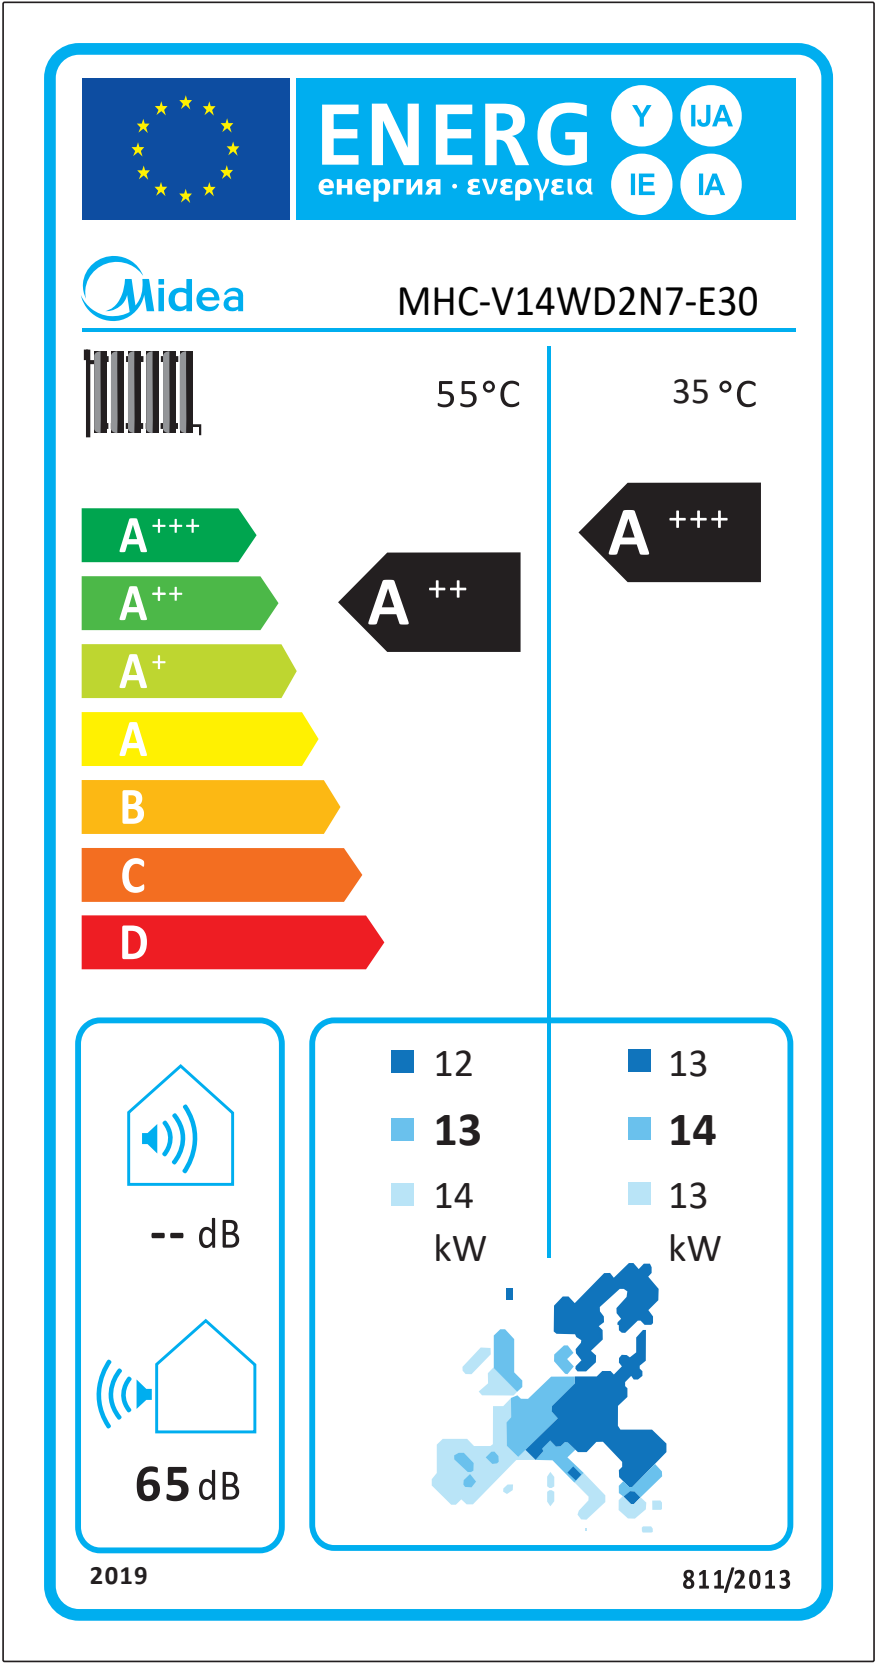 ENERG
енергия · ενεργεια
Y IJA
IE IA
Midea
MHC-V14WD2N7-E30
55°C
35 °C
A+++
A++
A+
A
B
C
D
A ++
A +++
-- dB
65 dB
12
13
14
kW
13
14
13
kW
2019
811/2013